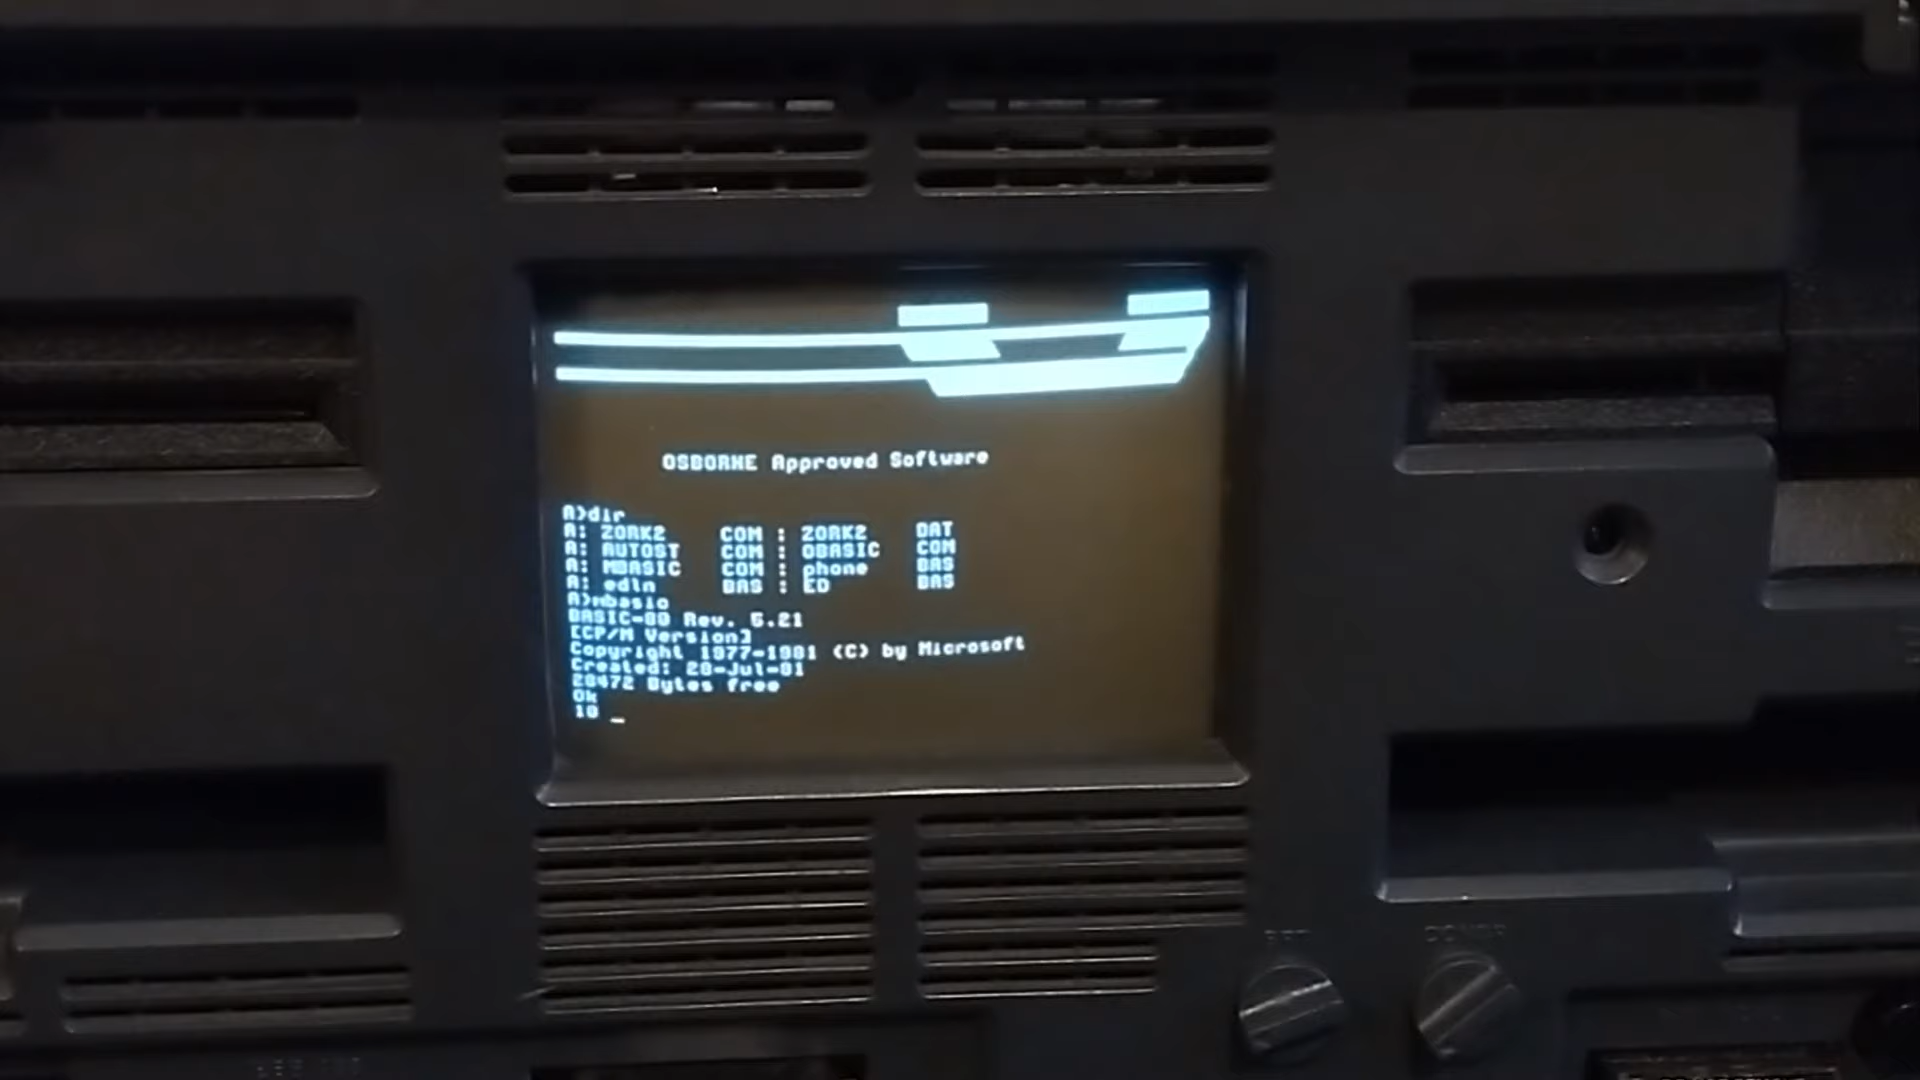 OSBORNE Approved Software
A>dir
A: ZORK2 COM : ZORK2 DAT
A: AUTOST COM : OBASIC COM
A: MBASIC COM : phone BAS
A: edln BAS : ED BAS
A>mbasic
BASIC-80 Rev. 5.21
[CP/M Version]
Copyright 1977-1981 (C) by Microsoft
Created: 28-Jul-81
28472 Bytes free
Ok
10 _
BRT
CONTR